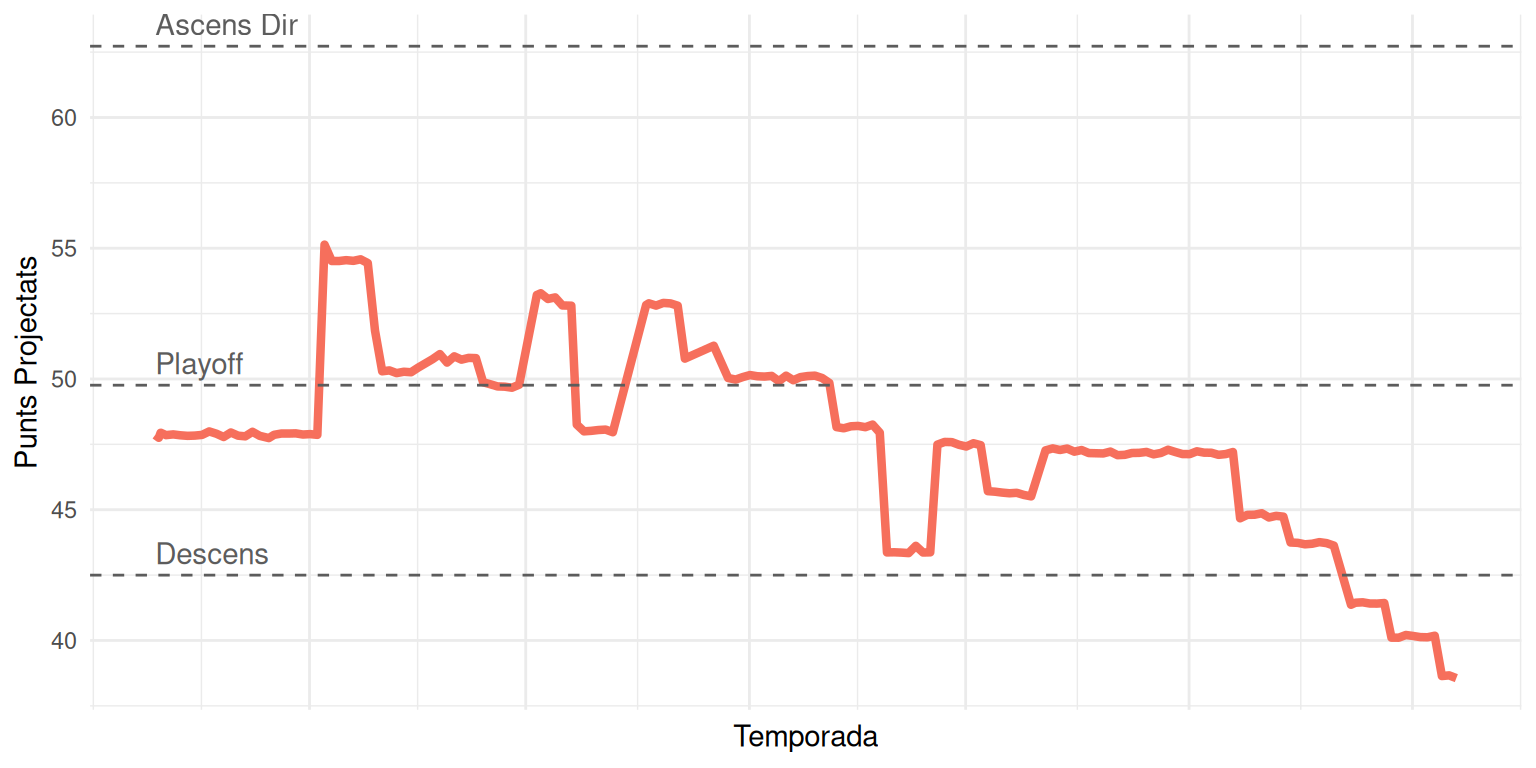 Ascens Dir
60
55
Playoff
50
45
Descens
40
Punts Projectats
Temporada